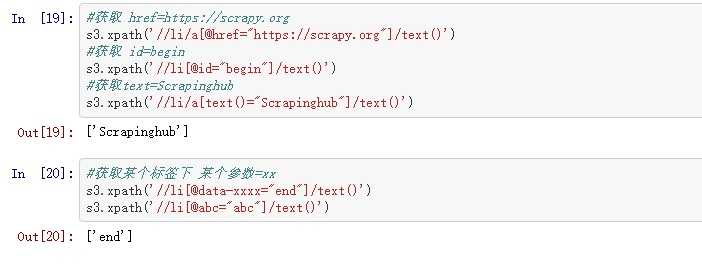 In [19]: #获取 href=https://scrapy.org
s3.xpath('//li/a[@href="https://scrapy.org"]/text()')
#获取 id=begin
s3.xpath('//li[@id="begin"]/text()')
#获取text=Scrapinghub
s3.xpath('//li/a[text()="Scrapinghub"]/text()')
Out[19]: ['Scrapinghub']
In [20]: #获取某个标签下 某个参数=xx
s3.xpath('//li[@data-xxxx="end"]/text()')
s3.xpath('//li[@abc="abc"]/text()')
Out[20]: ['end']